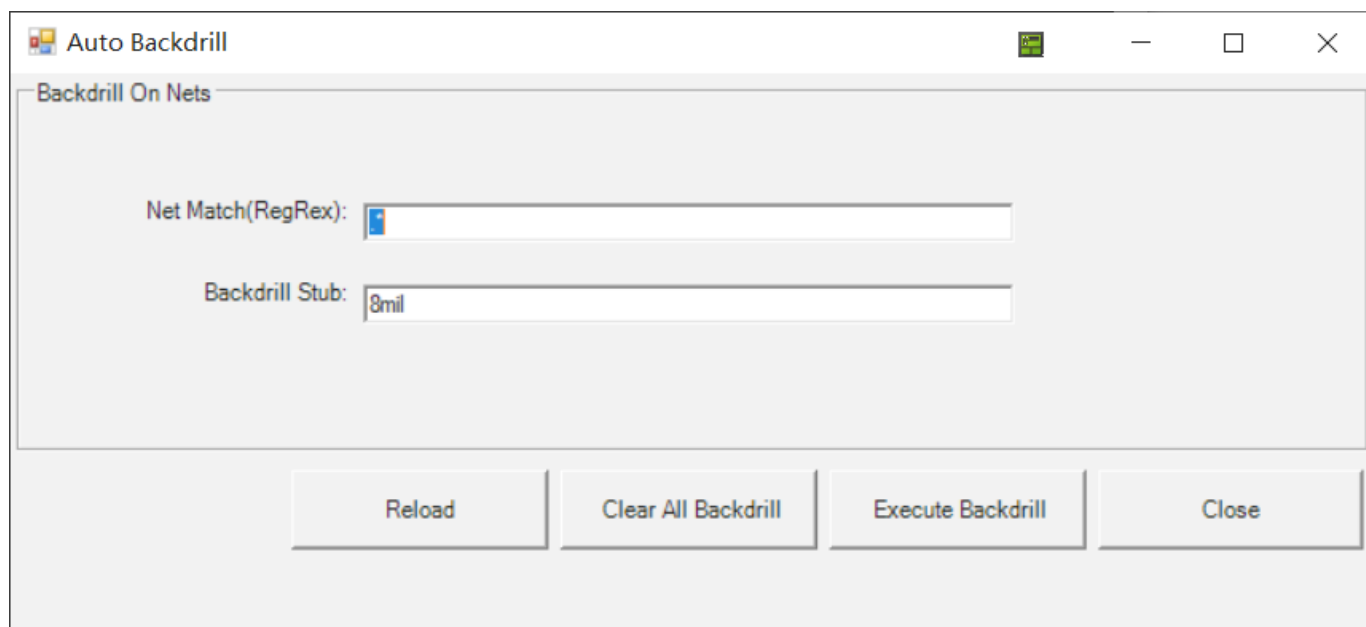 Auto Backdrill
Backdrill On Nets
Net Match(RegRex): .*
Backdrill Stub: 8mil
Reload Clear All Backdrill Execute Backdrill Close